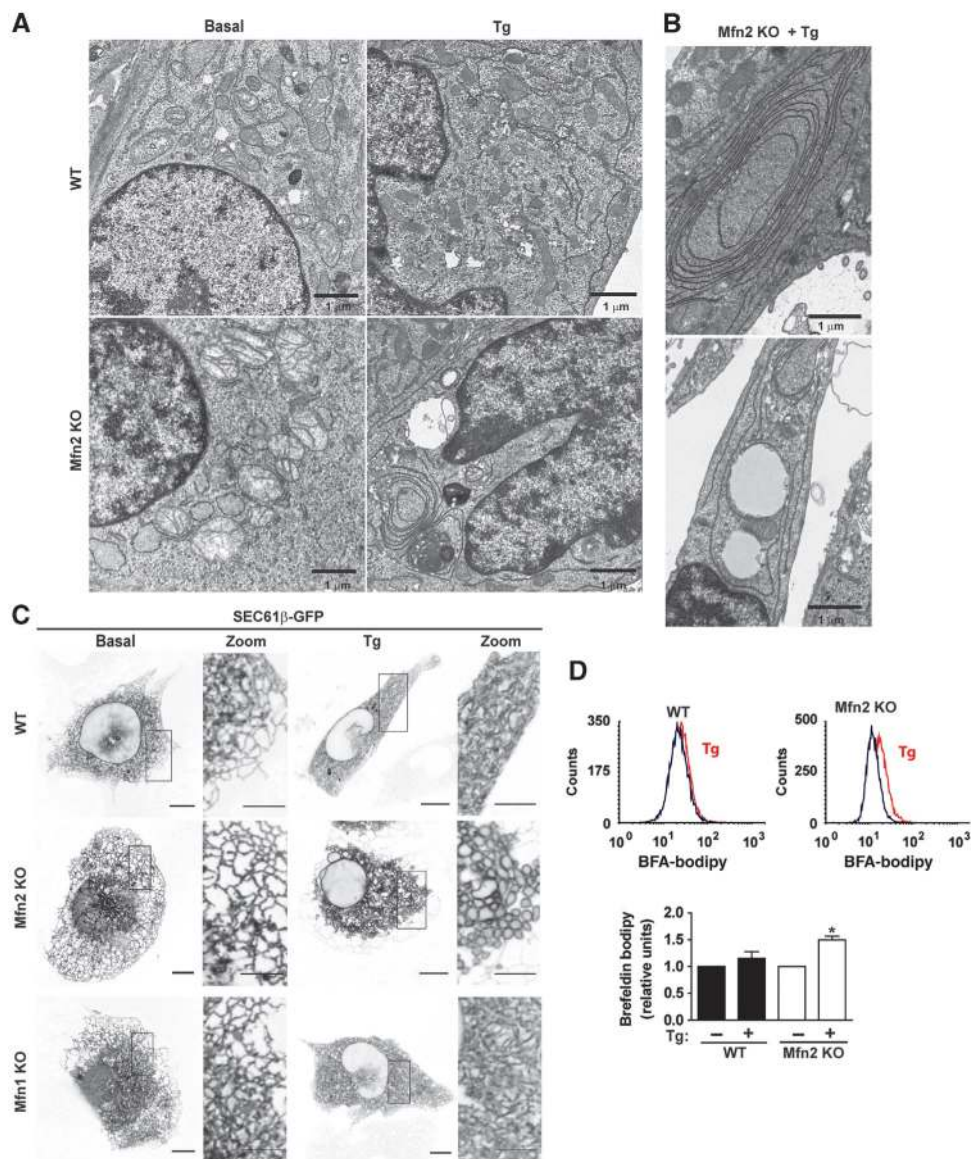 A
Basal
Tg
WT
1 μm
1 μm
Mfn2 KO
1 μm
1 μm
B
Mfn2 KO + Tg
1 μm
1 μm
C
SEC61β-GFP
Basal
Zoom
Tg
Zoom
WT
Mfn2 KO
Mfn1 KO
D
WT
Tg
350
175
0
Counts
10⁰ 10¹ 10² 10³
BFA-bodipy
Mfn2 KO
Tg
500
250
0
Counts
10⁰ 10¹ 10² 10³
BFA-bodipy
Brefeldin bodipy
(relative units)
2.0
1.5
1.0
0.5
0.0
*
Tg: – + – +
WT Mfn2 KO